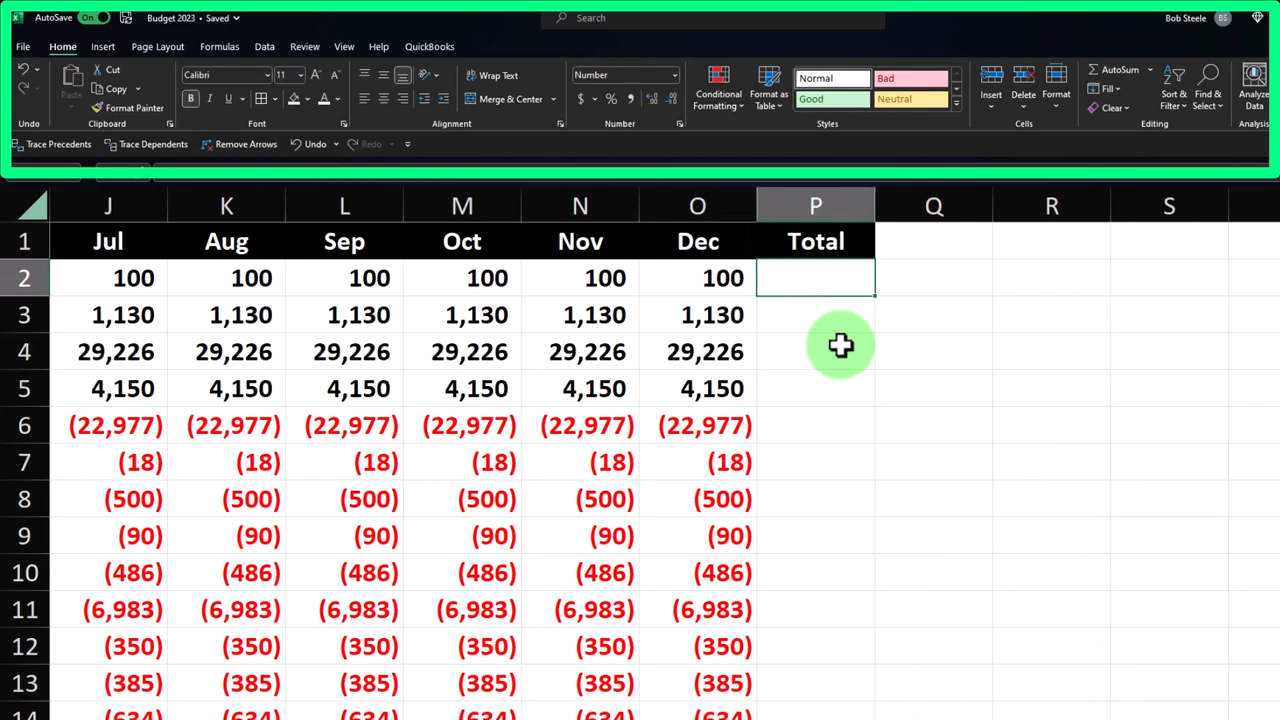 AutoSave On Budget 2023 • Saved Search Bob Steele BS
File Home Insert Page Layout Formulas Data Review View Help QuickBooks
Cut Calibri 11 Wrap Text Number Normal Bad AutoSum
Paste Copy Conditional Formatting Format as Table Insert Delete Format Fill Sort & Filter Find & Select Analyze Data
Format Painter B I U Merge & Center $ % Good Neutral Clear
Undo Clipboard Font Alignment Number Styles Cells Editing Analysis
Trace Precedents Trace Dependents Remove Arrows Undo Redo
J K L M N O P Q R S
1 Jul Aug Sep Oct Nov Dec Total
2 100 100 100 100 100 100
3 1,130 1,130 1,130 1,130 1,130 1,130
4 29,226 29,226 29,226 29,226 29,226 29,226
5 4,150 4,150 4,150 4,150 4,150 4,150
6 (22,977) (22,977) (22,977) (22,977) (22,977) (22,977)
7 (18) (18) (18) (18) (18) (18)
8 (500) (500) (500) (500) (500) (500)
9 (90) (90) (90) (90) (90) (90)
10 (486) (486) (486) (486) (486) (486)
11 (6,983) (6,983) (6,983) (6,983) (6,983) (6,983)
12 (350) (350) (350) (350) (350) (350)
13 (385) (385) (385) (385) (385) (385)